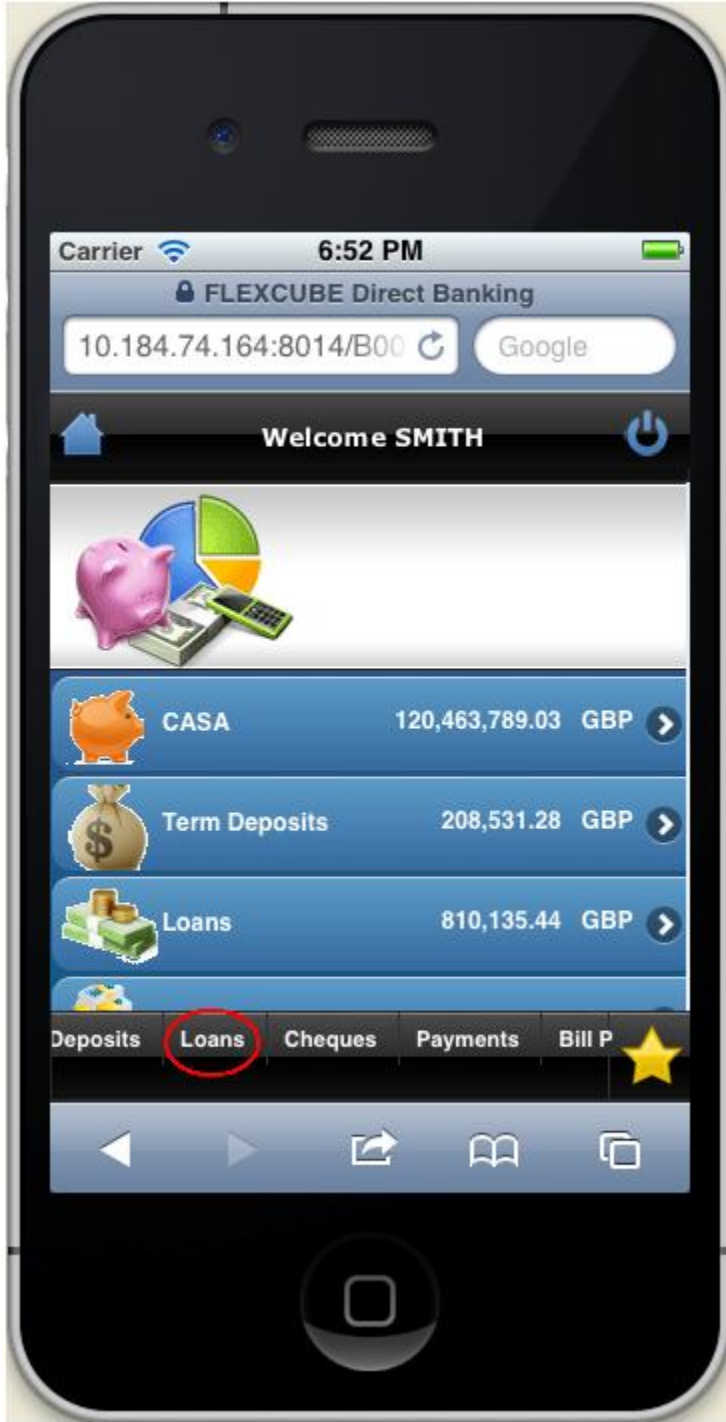 Carrier 6:52 PM
FLEXCUBE Direct Banking
10.184.74.164:8014/B00 Google
Welcome SMITH
CASA 120,463,789.03 GBP
$
Term Deposits 208,531.28 GBP
Loans 810,135.44 GBP
Deposits Loans Cheques Payments Bill P